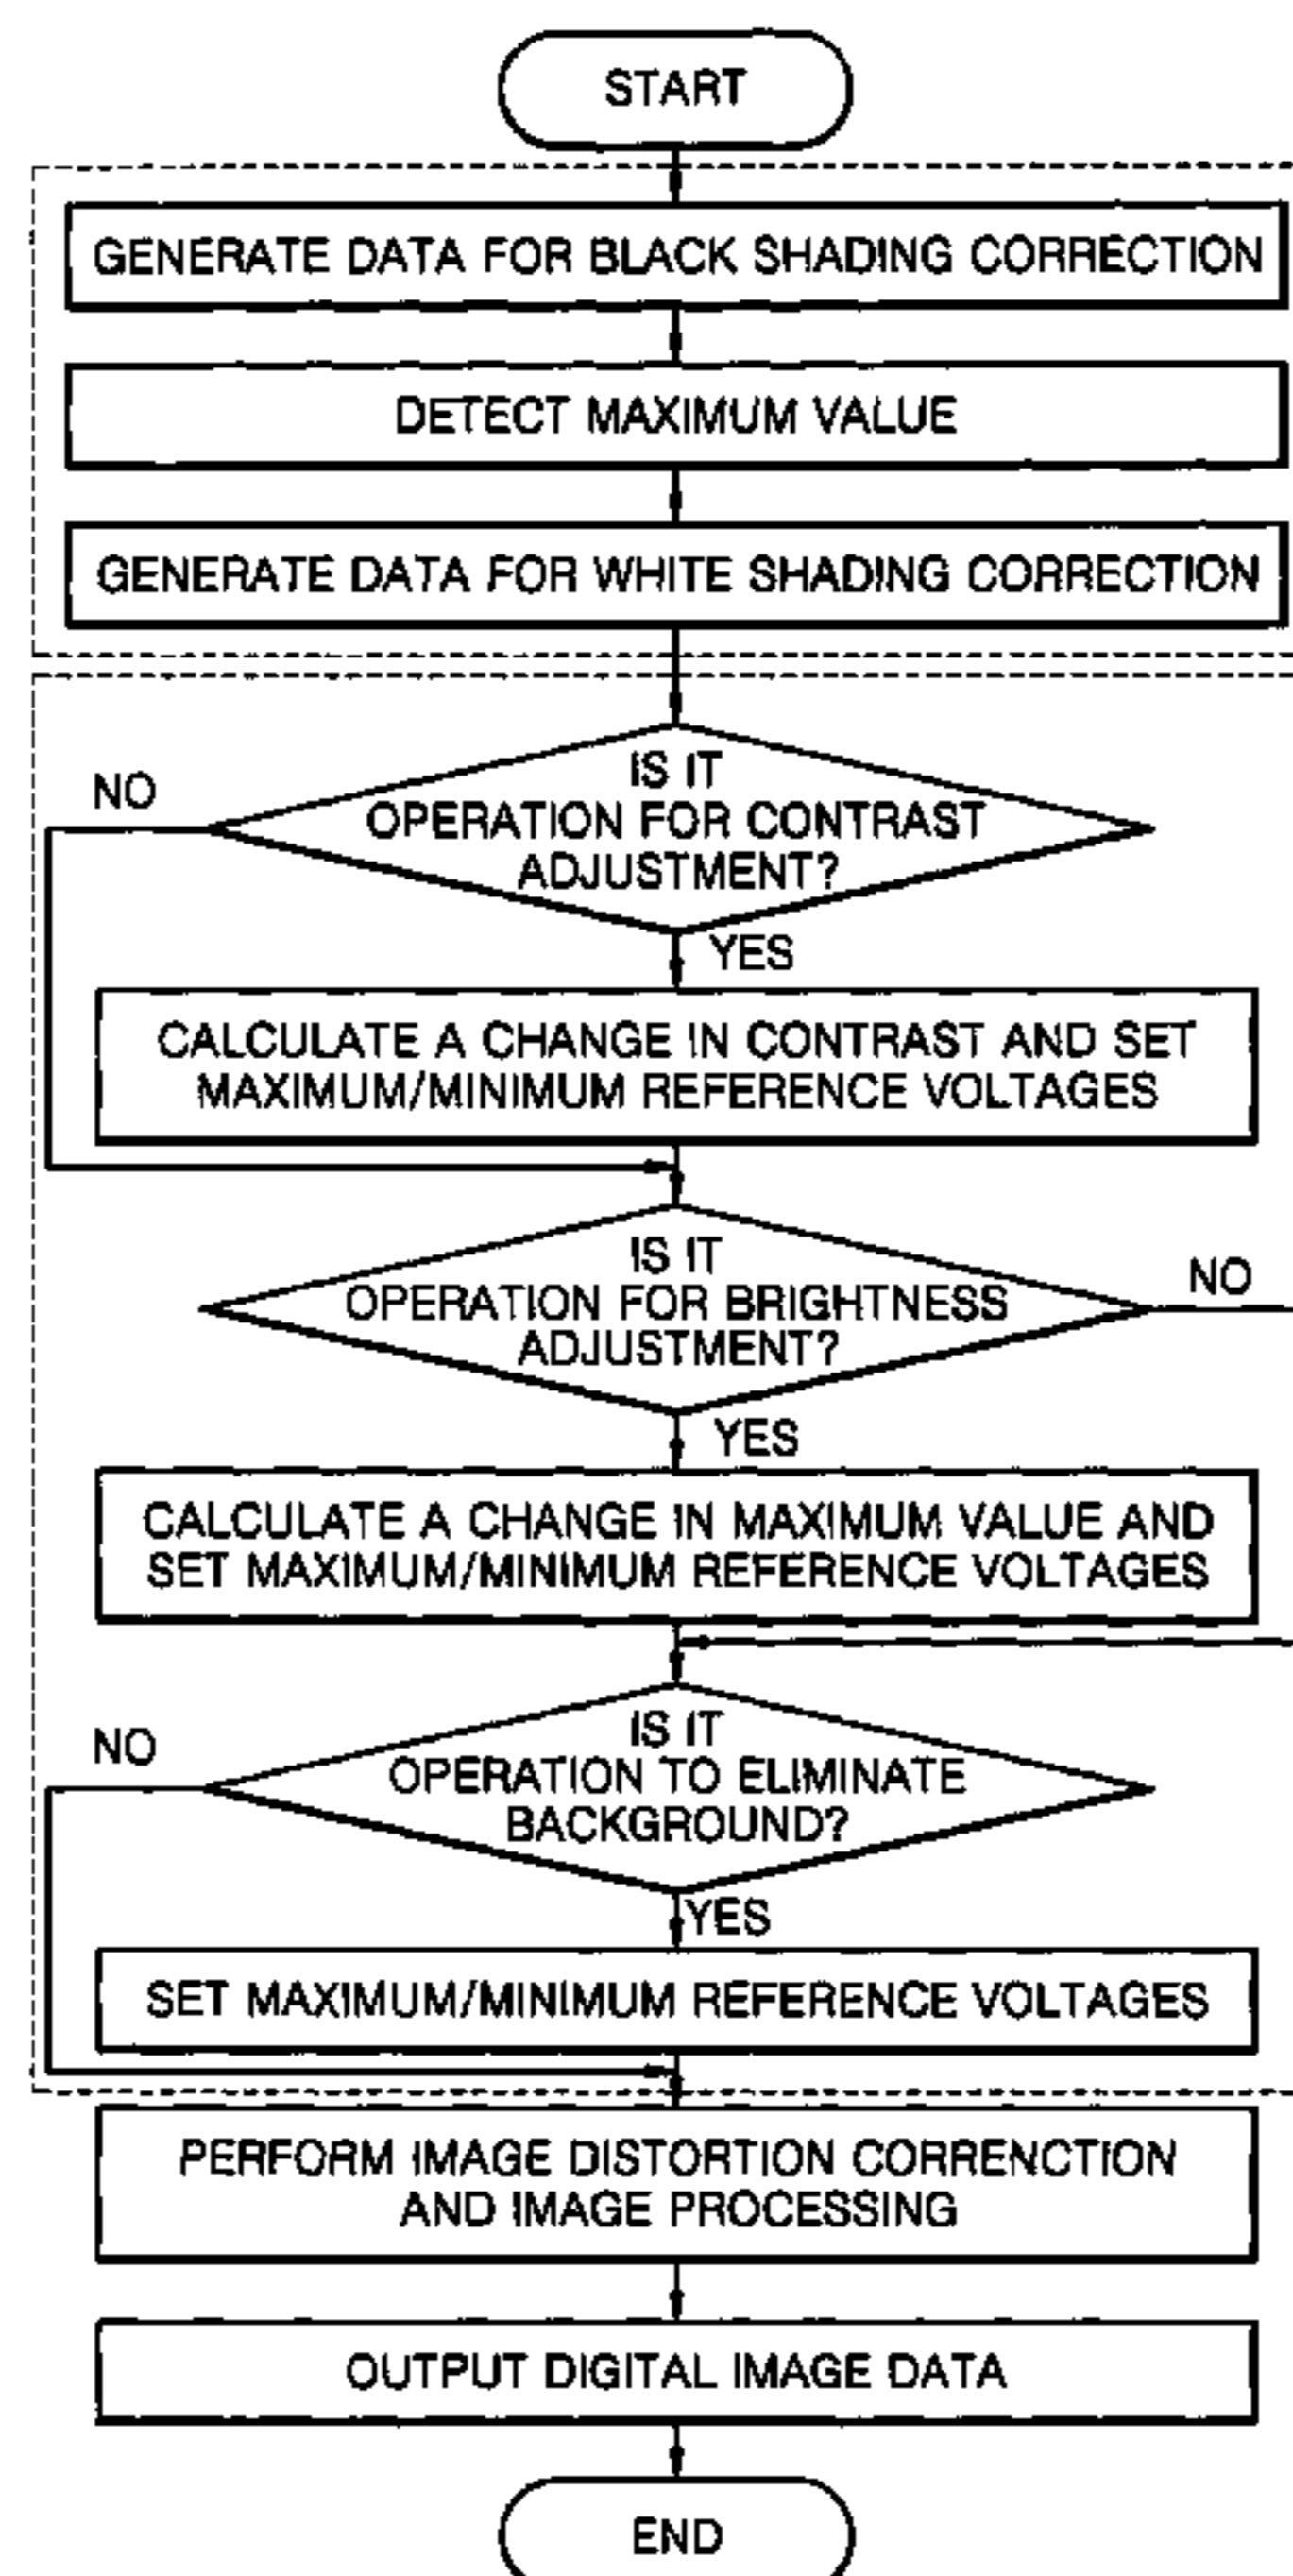 START
GENERATE DATA FOR BLACK SHADING CORRECTION
DETECT MAXIMUM VALUE
GENERATE DATA FOR WHITE SHADING CORRECTION
IS IT
OPERATION FOR CONTRAST
ADJUSTMENT?
NO
YES
CALCULATE A CHANGE IN CONTRAST AND SET
MAXIMUM/MINIMUM REFERENCE VOLTAGES
IS IT
OPERATION FOR BRIGHTNESS
ADJUSTMENT?
NO
YES
CALCULATE A CHANGE IN MAXIMUM VALUE AND
SET MAXIMUM/MINIMUM REFERENCE VOLTAGES
IS IT
OPERATION TO ELIMINATE
BACKGROUND?
NO
YES
SET MAXIMUM/MINIMUM REFERENCE VOLTAGES
PERFORM IMAGE DISTORTION CORRENCTION
AND IMAGE PROCESSING
OUTPUT DIGITAL IMAGE DATA
END